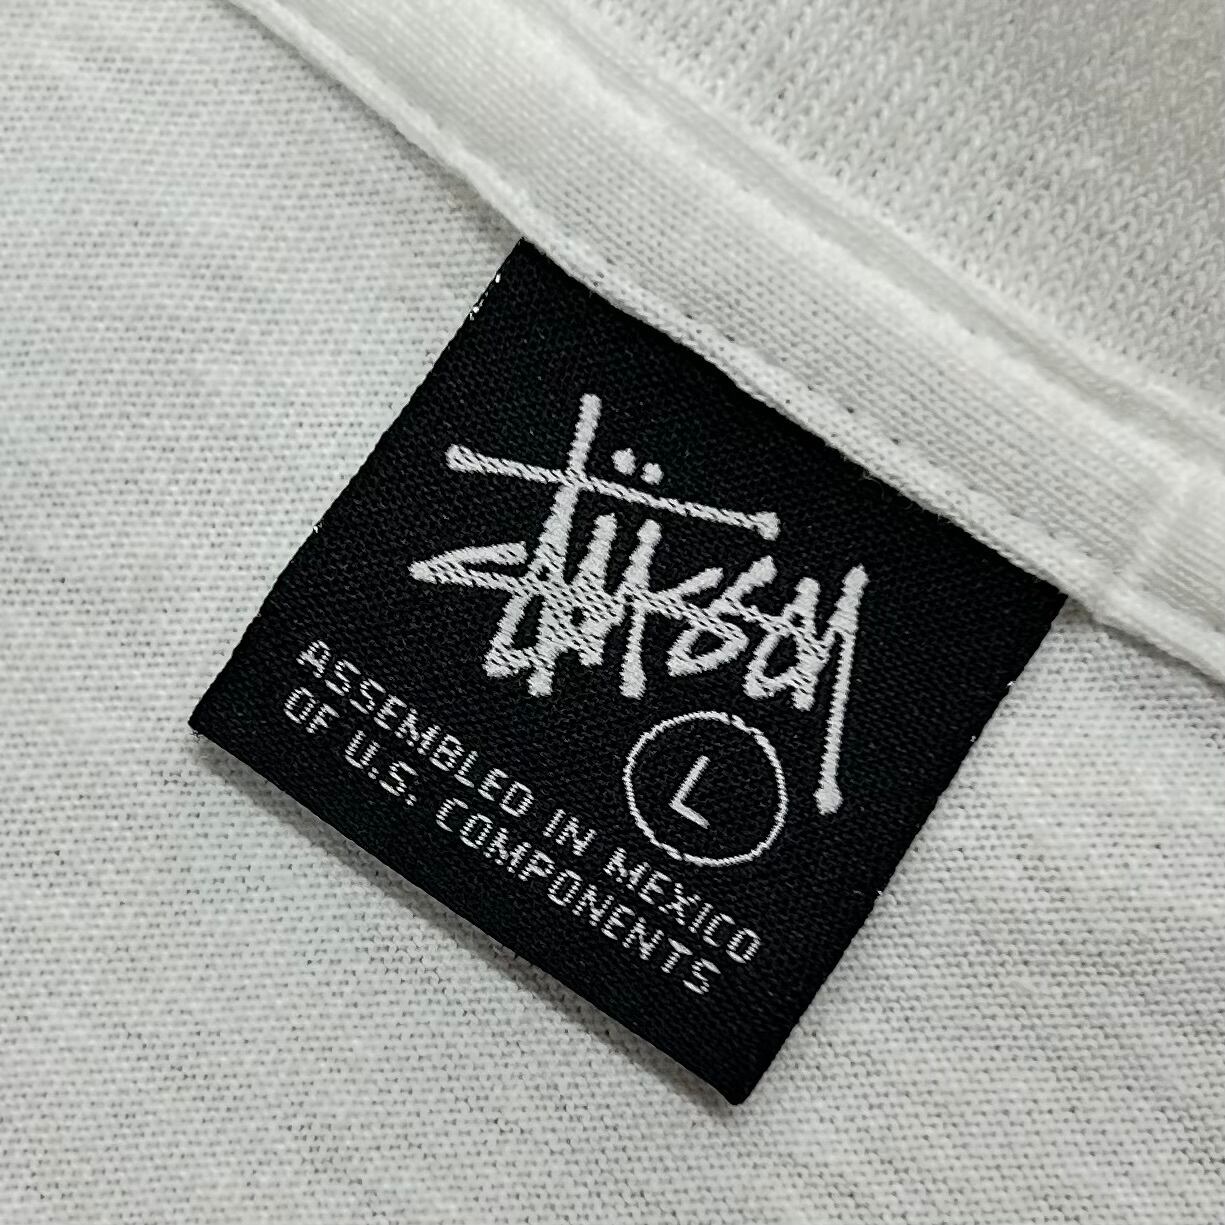 Stüssy
L
ASSEMBLED IN MEXICO
OF U.S. COMPONENTS